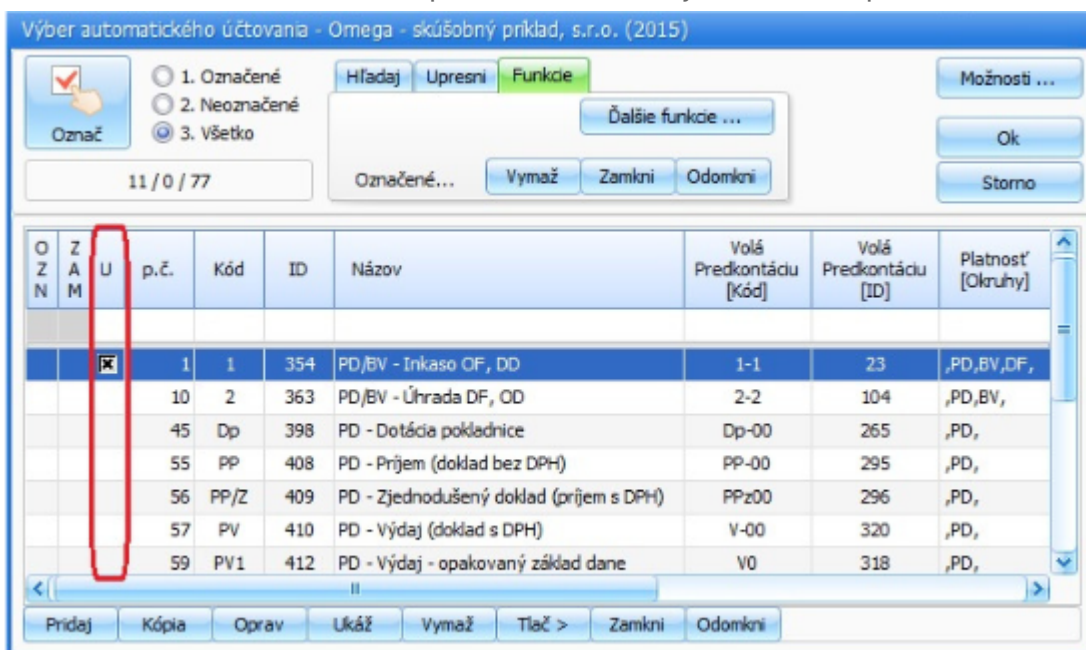 Výber automatického účtovania - Omega - skúšobný príklad, s.r.o. (2015)
Označ
1. Označené
2. Neoznačené
3. Všetko
11 / 0 / 77
Hľadaj Upresni Funkcie
Ďalšie funkcie ...
Označené... Vymaž Zamkni Odomkni
Možnosti ...
Ok
Storno
OZN ZAM U p.č. Kód ID Názov Volá Predkontáciu [Kód] Volá Predkontáciu [ID] Platnosť [Okruhy]
1 1 354 PD/BV - Inkaso OF, DD 1-1 23 ,PD,BV,DF,
10 2 363 PD/BV - Úhrada DF, OD 2-2 104 ,PD,BV,
45 Dp 398 PD - Dotácia pokladnice Dp-00 265 ,PD,
55 PP 408 PD - Príjem (doklad bez DPH) PP-00 295 ,PD,
56 PP/Z 409 PD - Zjednodušený doklad (príjem s DPH) PPz00 296 ,PD,
57 PV 410 PD - Výdaj (doklad s DPH) V-00 320 ,PD,
59 PV1 412 PD - Výdaj - opakovaný základ dane V0 318 ,PD,
Pridaj Kópia Oprav Ukáž Vymaž Tlač > Zamkni Odomkni